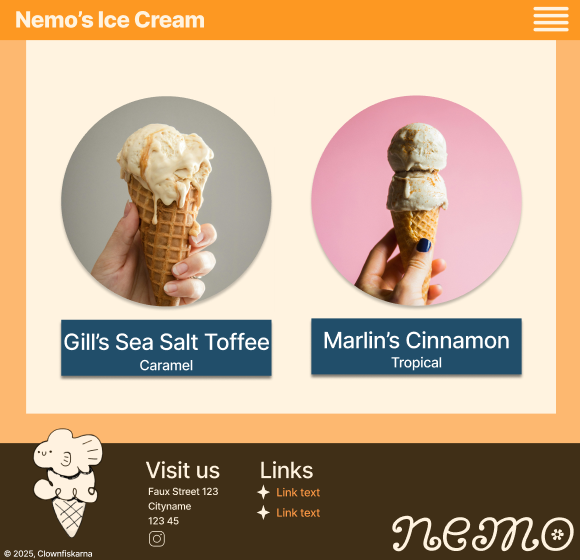 Nemo's Ice Cream
Gill's Sea Salt Toffee
Caramel
Marlin's Cinnamon
Tropical
Visit us
Faux Street 123
Cityname
123 45
Links
Link text
Link text
© 2025, Clownfiskarna
nemo